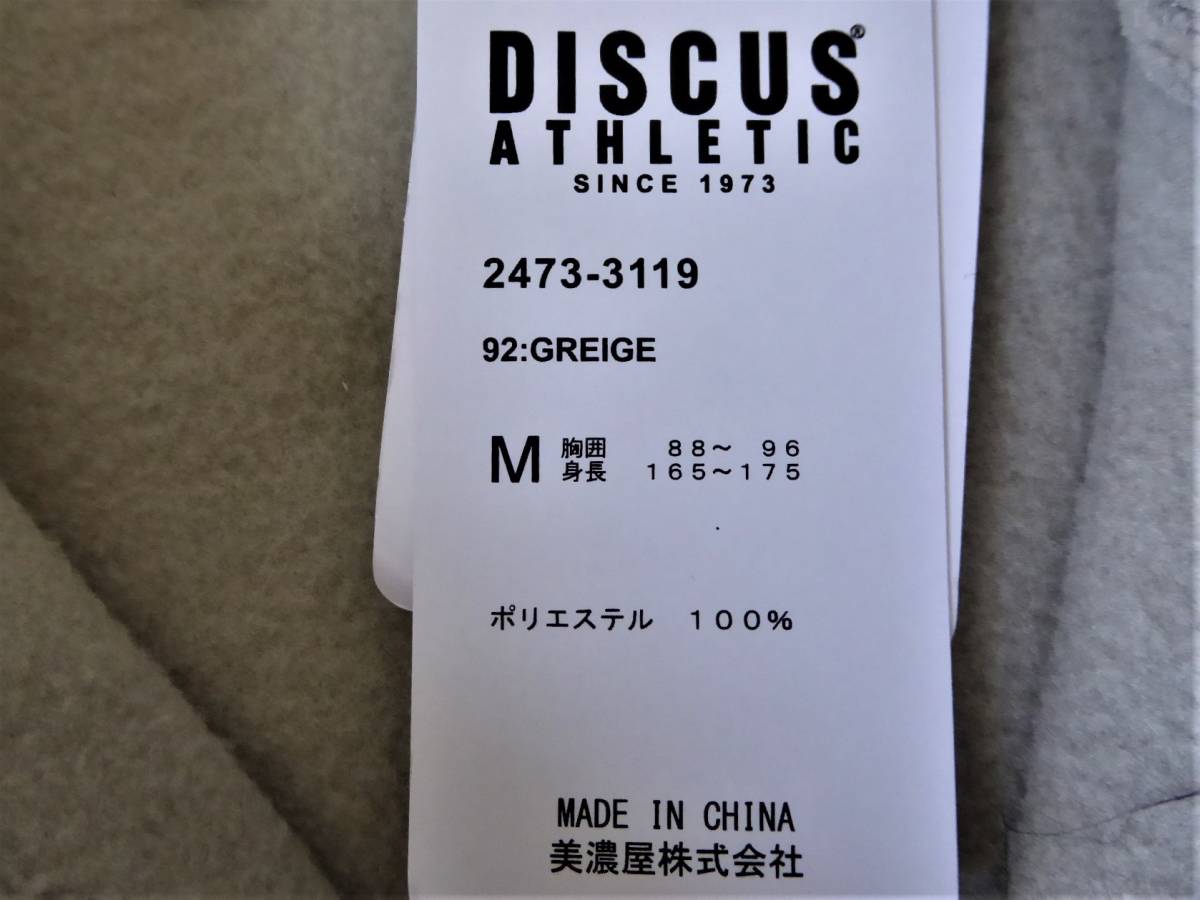 DISCUS®
ATHLETIC
SINCE 1973
2473-3119
92:GREIGE
M 胸囲 88～ 96
身長 165～175
ポリエステル 100%
MADE IN CHINA
美濃屋株式会社